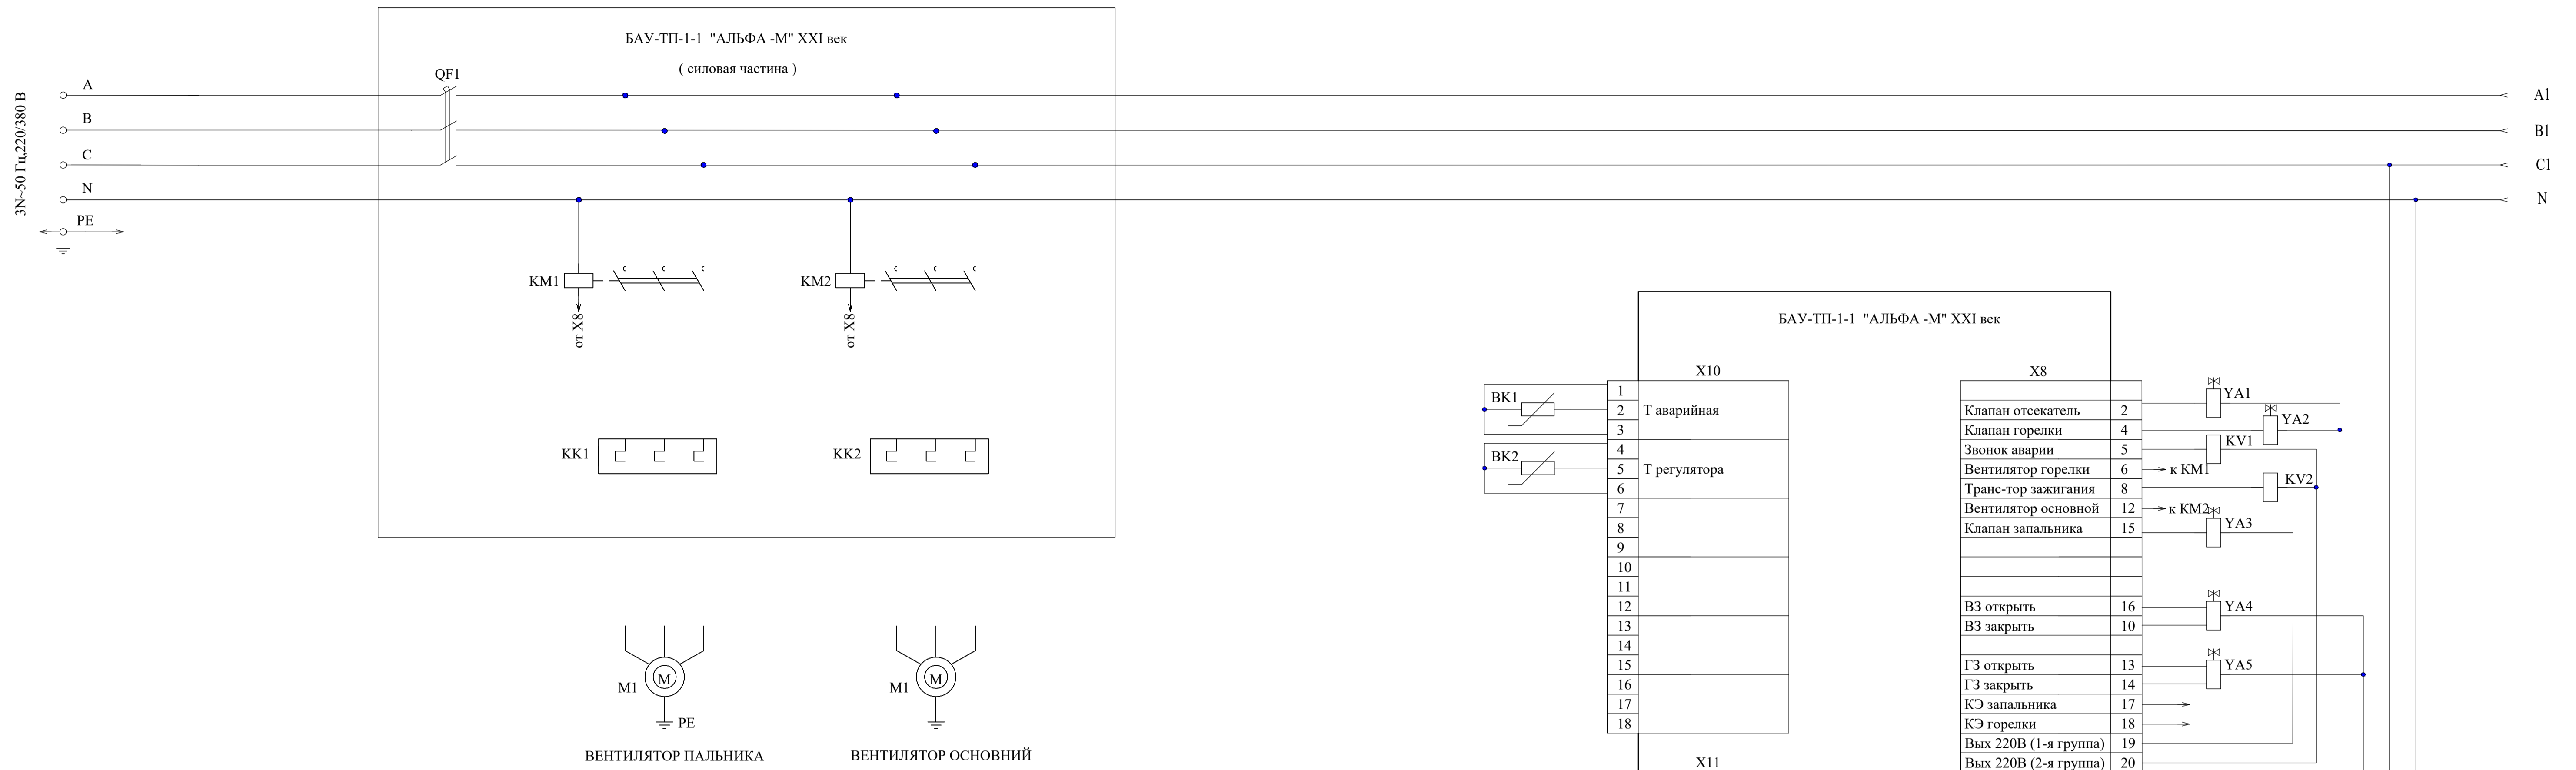 БАУ-ТП-1-1 "АЛЬФА -М" XXI век
( силовая частина )
3N~50 Гц,220/380 В
QF1
A
A1
B
B1
C
C1
N
N
PE
KM1
KM2
от X8
от X8
KK1
KK2
M1
M
M1
M
PE
ВЕНТИЛЯТОР ПАЛЬНИКА
ВЕНТИЛЯТОР ОСНОВНИЙ
БАУ-ТП-1-1 "АЛЬФА -М" XXI век
X10
BK1
1
2 Т аварийная
3
BK2
4
5 Т регулятора
6
7
8
9
10
11
12
13
14
15
16
17
18
X11
X8
Клапан отсекатель 2 YA1
Клапан горелки 4 YA2
Звонок аварии 5 KV1
Вентилятор горелки 6 к КМ1
Транс-тор зажигания 8 KV2
Вентилятор основной 12 к КМ2
Клапан запальника 15 YA3
ВЗ открыть 16 YA4
ВЗ закрыть 10
ГЗ открыть 13 YA5
ГЗ закрыть 14
КЭ запальника 17
КЭ горелки 18
Вых 220В (1-я группа) 19
Вых 220В (2-я группа) 20